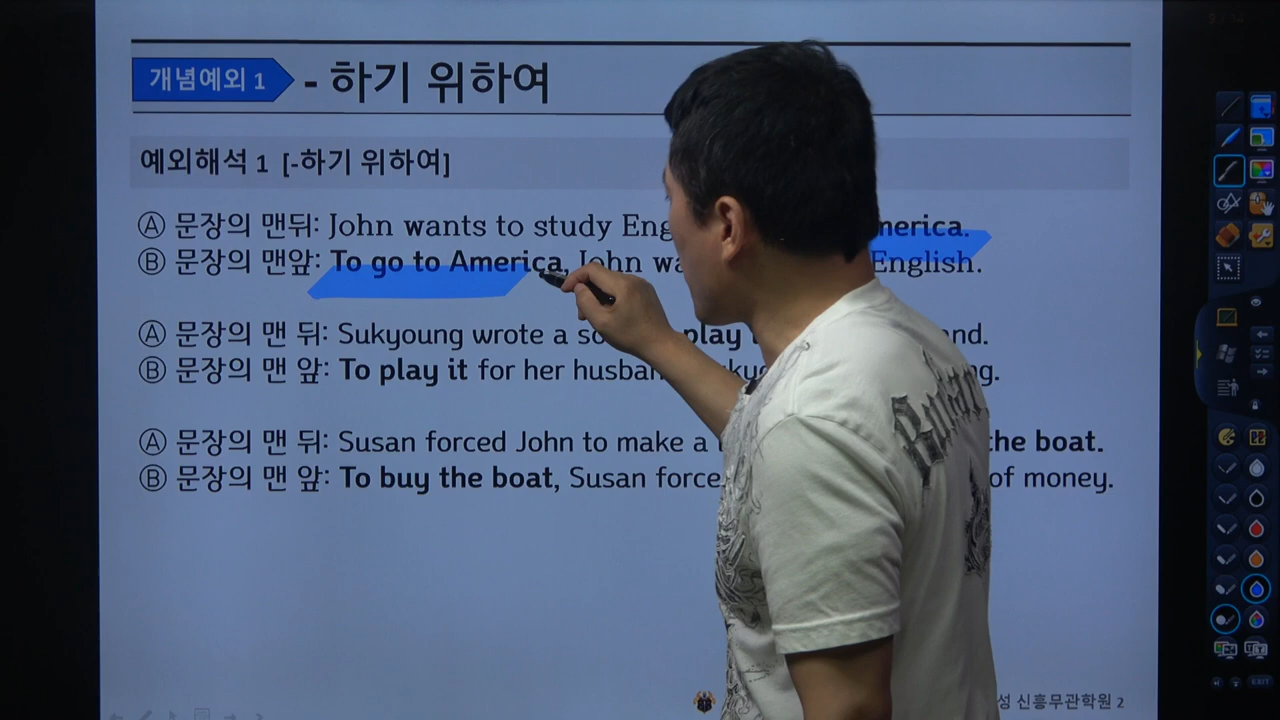 개념예외 1 - 하기 위하여
예외해석 1 [-하기 위하여]
Ⓐ 문장의 맨뒤: John wants to study Eng merica.
Ⓑ 문장의 맨앞: To go to America, John wa English.
Ⓐ 문장의 맨 뒤: Sukyoung wrote a so play nd.
Ⓑ 문장의 맨 앞: To play it for her husban ng.
Ⓐ 문장의 맨 뒤: Susan forced John to make a the boat.
Ⓑ 문장의 맨 앞: To buy the boat, Susan force of money.
성 신흥무관학원 2
EXIT